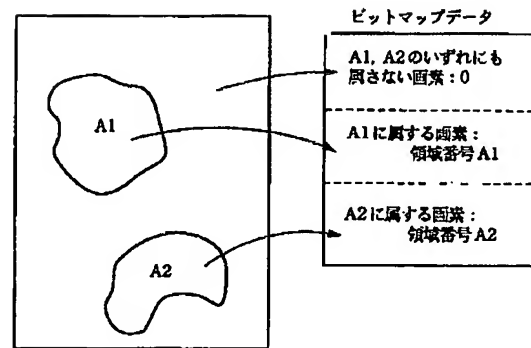 ビットマップデータ
A1, A2のいずれにも
属さない画素：0
A1
A1に属する画素：
領域番号A1
A2
A2に属する画素：
領域番号A2